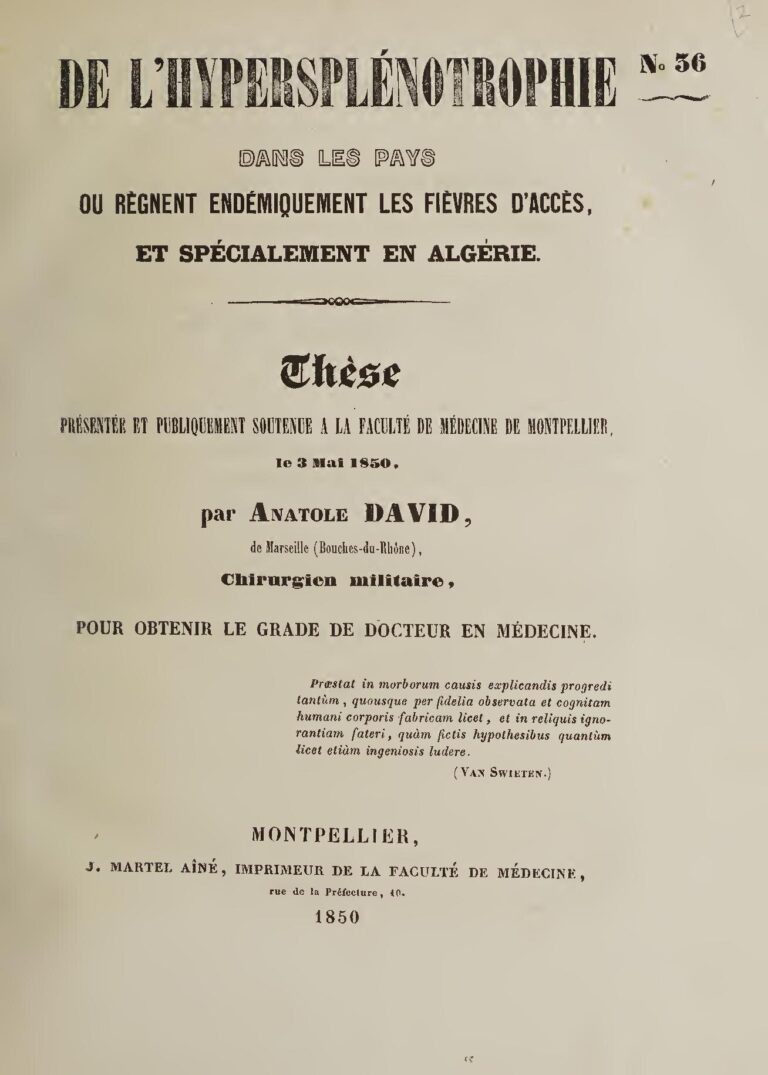 2
DE L'HYPERSPLÉNOTROPHIE
No 36
DANS LES PAYS
OU RÈGNENT ENDÉMIQUEMENT LES FIÈVRES D'ACCÈS,
ET SPÉCIALEMENT EN ALGÉRIE.
Thèse
PRÉSENTÉE ET PUBLIQUEMENT SOUTENUE A LA FACULTÉ DE MÉDECINE DE MONTPELLIER,
le 3 Mai 1850,
par ANATOLE DAVID,
de Marseille (Bouches-du-Rhône),
Chirurgien militaire,
POUR OBTENIR LE GRADE DE DOCTEUR EN MÉDECINE.
Præstat in morborum causis explicandis progredi
tantùm, quousque per fidelia observata et cognitam
humani corporis fabricam licet, et in reliquis igno-
rantiam fateri, quàm fictis hypothesibus quantùm
licet etiàm ingeniosis ludere.
(VAN SWIETEN.)
MONTPELLIER,
J. MARTEL AÎNÉ, IMPRIMEUR DE LA FACULTÉ DE MÉDECINE,
rue de la Préfecture, 10.
1850